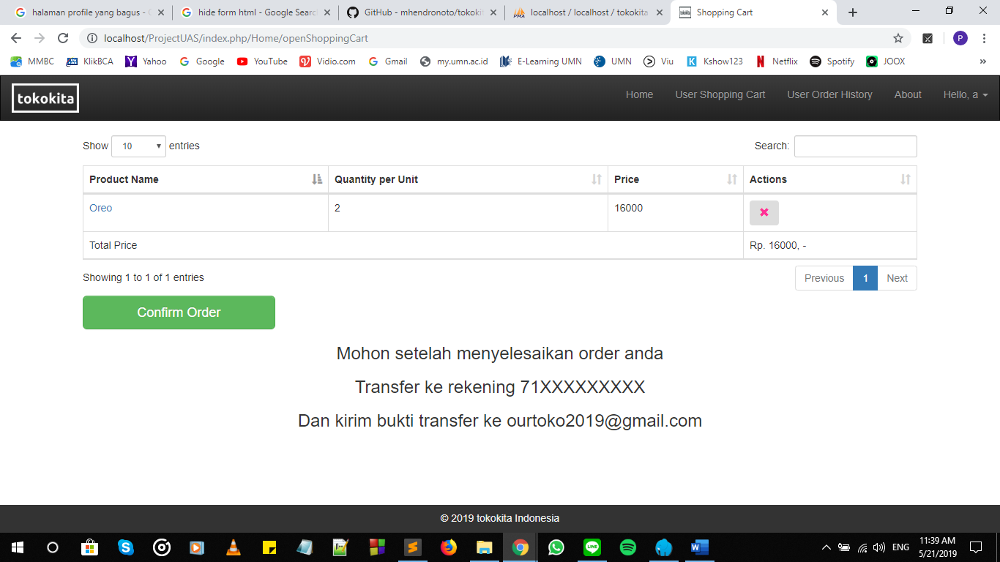 halaman profile yang bagus - G
hide form html - Google Searc
GitHub - mhendronoto/tokokit
localhost / localhost / tokokita
Shopping Cart
localhost/ProjectUAS/index.php/Home/openShoppingCart
P
MMBC KlikBCA Yahoo Google YouTube Vidio.com Gmail my.umn.ac.id E-Learning UMN UMN Viu Kshow123 Netflix Spotify JOOX »
tokokita
Home User Shopping Cart User Order History About Hello, a
Show 10 entries Search:
Product Name Quantity per Unit Price Actions
Oreo 2 16000
Total Price Rp. 16000, -
Showing 1 to 1 of 1 entries Previous 1 Next
Confirm Order
Mohon setelah menyelesaikan order anda
Transfer ke rekening 71XXXXXXXXX
Dan kirim bukti transfer ke ourtoko2019@gmail.com
© 2019 tokokita Indonesia
ENG
11:39 AM
5/21/2019